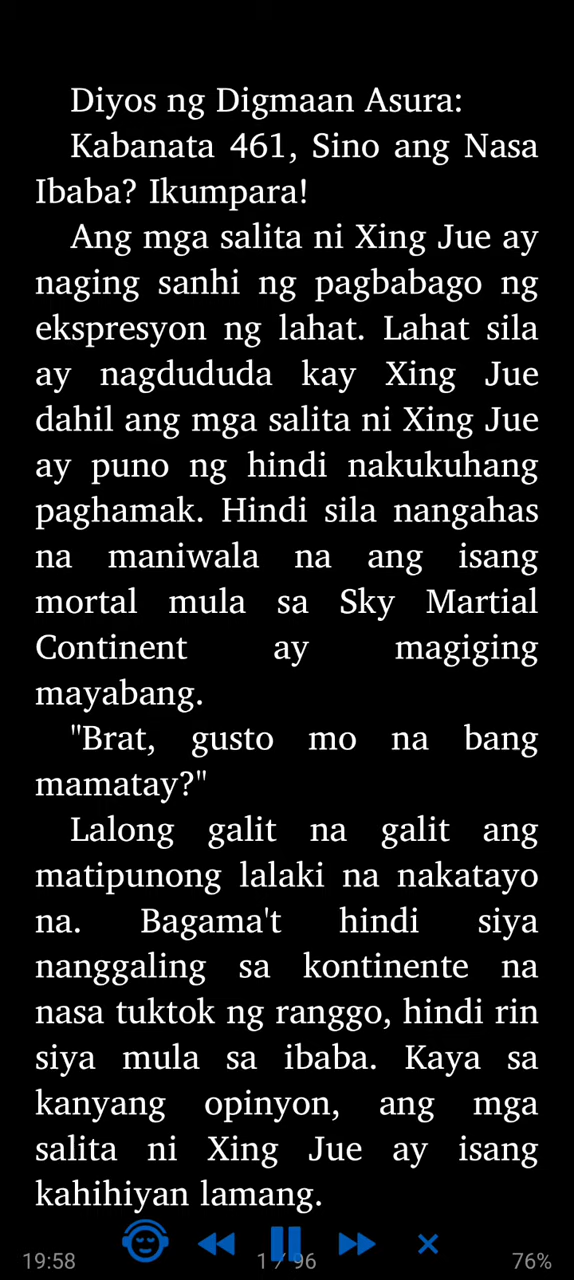 Diyos ng Digmaan Asura:
Kabanata 461, Sino ang Nasa
Ibaba? Ikumpara!
Ang mga salita ni Xing Jue ay
naging sanhi ng pagbabago ng
ekspresyon ng lahat. Lahat sila
ay nagdududa kay Xing Jue
dahil ang mga salita ni Xing Jue
ay puno ng hindi nakukuhang
paghamak. Hindi sila nangahas
na maniwala na ang isang
mortal mula sa Sky Martial
Continent ay magiging
mayabang.
"Brat, gusto mo na bang
mamatay?"
Lalong galit na galit ang
matipunong lalaki na nakatayo
na. Bagama't hindi siya
nanggaling sa kontinente na
nasa tuktok ng ranggo, hindi rin
siya mula sa ibaba. Kaya sa
kanyang opinyon, ang mga
salita ni Xing Jue ay isang
kahihiyan lamang.
19:58 1 / 96 76%